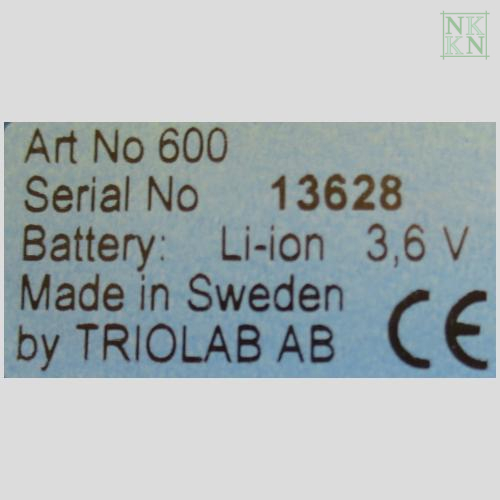 NK
KN
Art No 600
Serial No 13628
Battery: Li-ion 3,6 V
Made in Sweden
by TRIOLAB AB CE